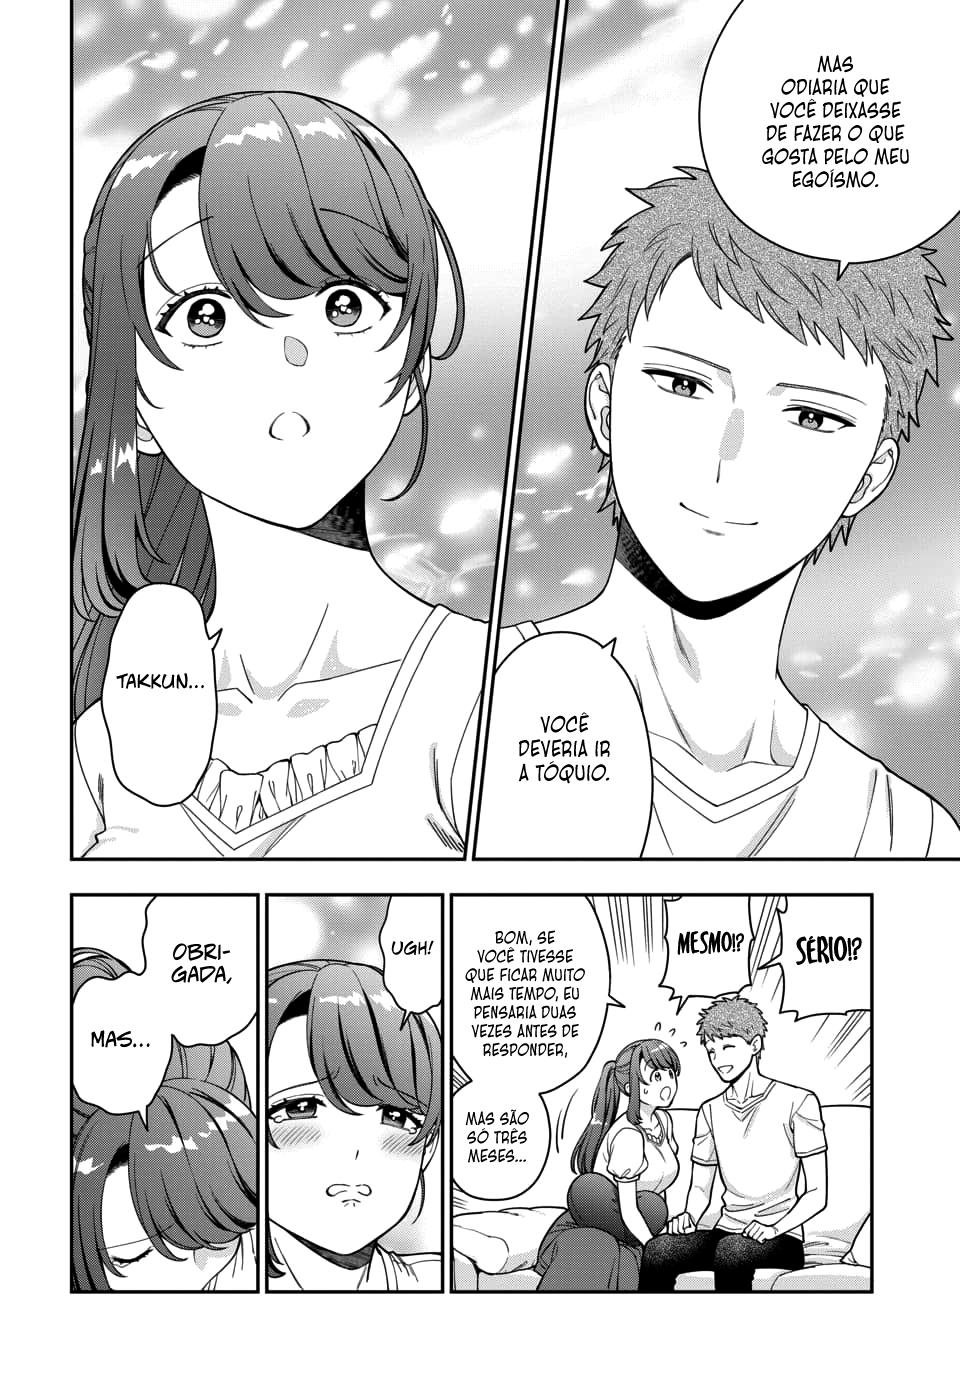 MAS
ODIARIA QUE
VOCÊ DEIXASSE
DE FAZER O QUE
GOSTA PELO MEU
EGOÍSMO.
VOCÊ
DEVERIA IR
A TÓQUIO.
TAKKUN...
SÉRIO!?
MESMO!?
BOM, SE
VOCÊ TIVESSE
QUE FICAR MUITO
MAIS TEMPO, EU
PENSARIA DUAS
VEZES ANTES DE
RESPONDER,
MAS SÃO
SÓ TRÊS
MESES...
UGH!
OBRI-
GADA,
MAS...